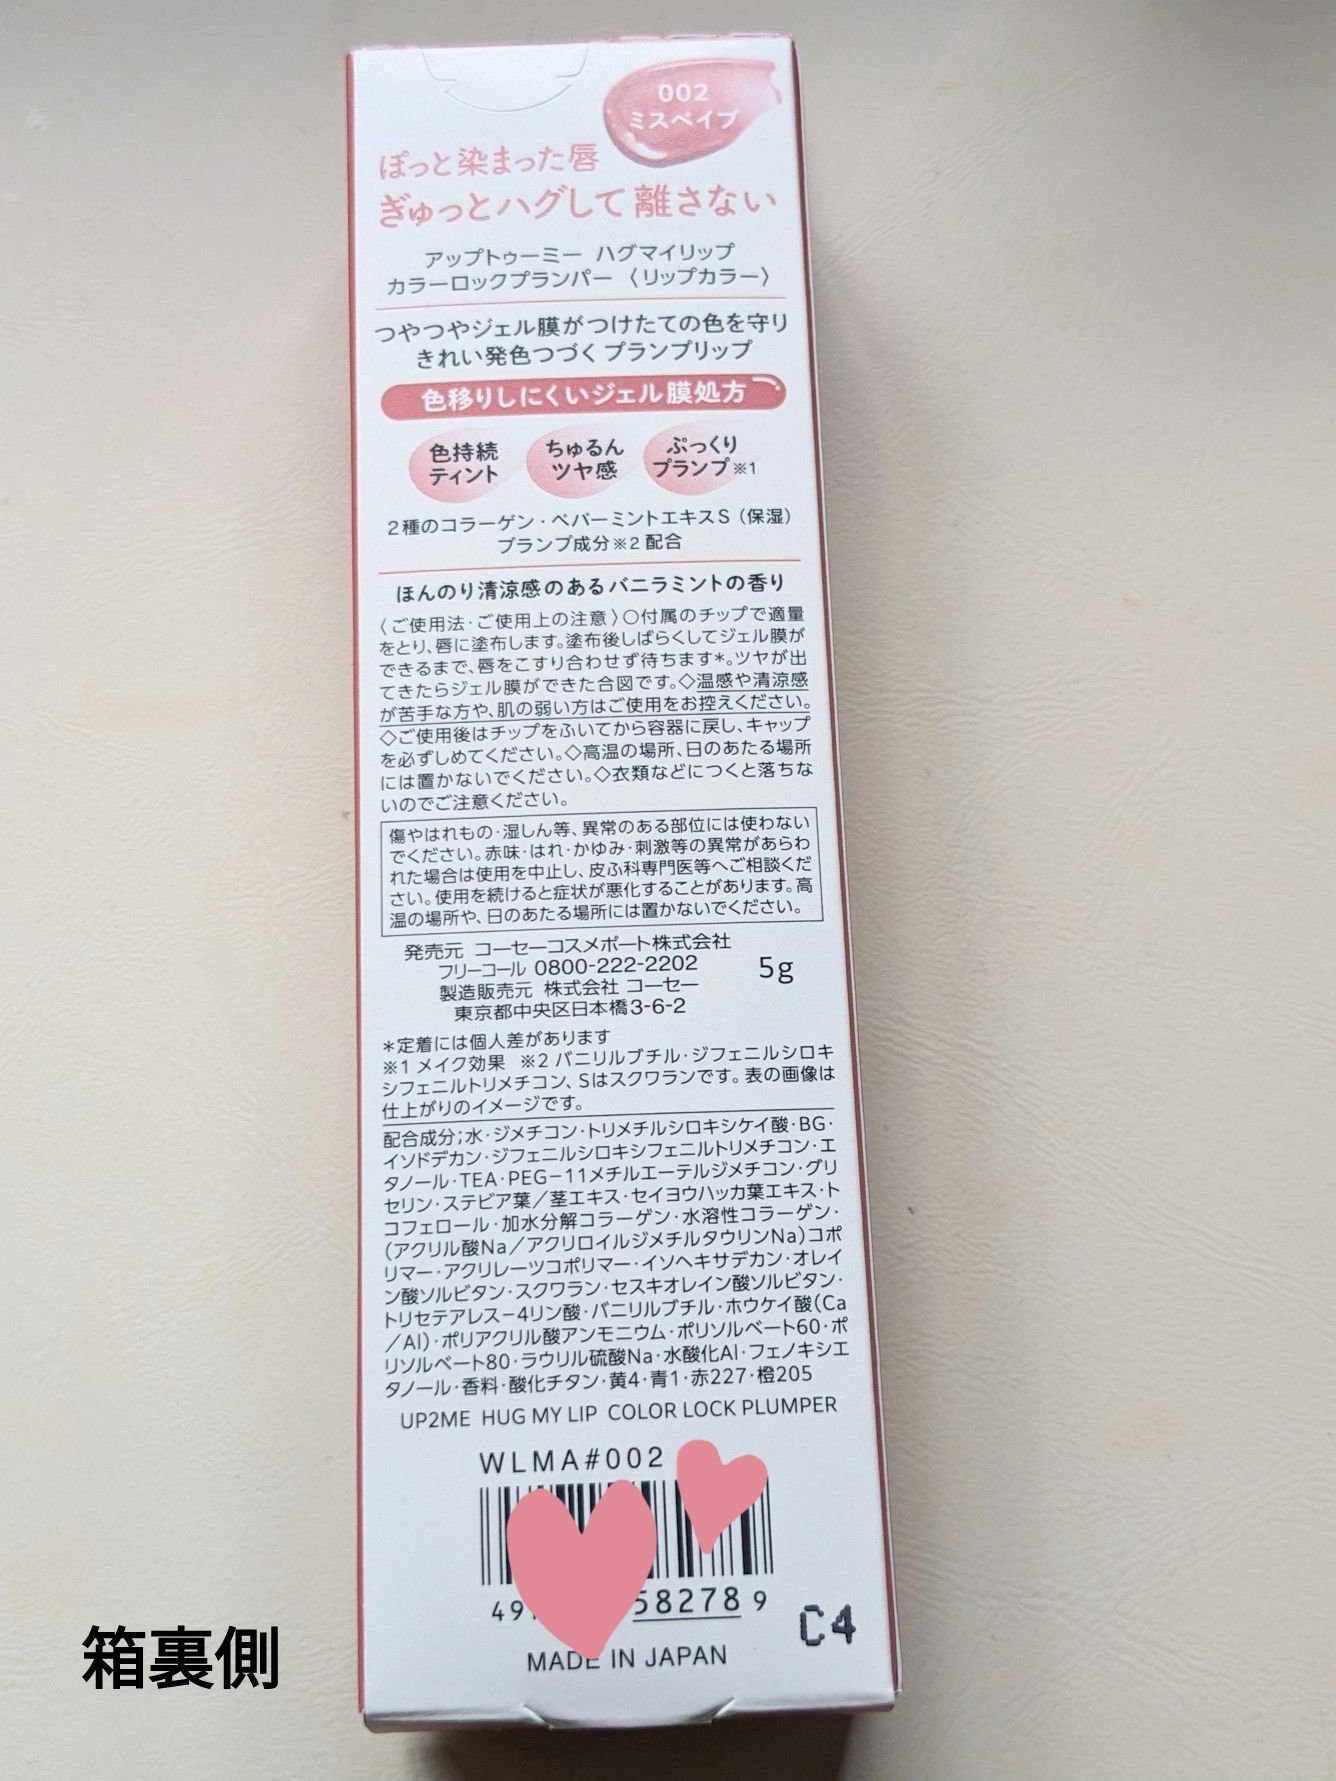 002
ミスベイプ
ぽっと染まった唇
ぎゅっとハグして離さない
アップトゥーミー ハグマイリップ
カラーロックプランパー〈リップカラー〉
つやつやジェル膜がつけたての色を守り
きれい発色つづくプランプリップ
色移りしにくいジェル膜処方
色持続
ティント
ちゅるん
ツヤ感
ぷっくり
プランプ※1
2種のコラーゲン・ペパーミントエキスS（保湿）
プランプ成分※2配合
ほんのり清涼感のあるバニラミントの香り
〈ご使用法・ご使用上の注意〉○付属のチップで適量
をとり、唇に塗布します。塗布後しばらくしてジェル膜が
できるまで、唇をこすり合わせず待ちます＊。ツヤが出
てきたらジェル膜ができた合図です。◇温感や清涼感
が苦手な方や、肌の弱い方はご使用をお控えください。
◇ご使用後はチップをふいてから容器に戻し、キャップ
を必ずしめてください。◇高温の場所、日のあたる場所
には置かないでください。◇衣類などにつくと落ちな
いのでご注意ください。
傷やはれもの・湿しん等、異常のある部位には使わない
でください。赤味・はれ・かゆみ・刺激等の異常があらわ
れた場合は使用を中止し、皮ふ科専門医等へご相談くだ
さい。使用を続けると症状が悪化することがあります。高
温の場所や、日のあたる場所には置かないでください。
発売元 コーセーコスメポート株式会社
フリーコール 0800-222-2202
製造販売元 株式会社 コーセー
東京都中央区日本橋3-6-2
5g
＊定着には個人差があります
※1 メイク効果 ※2 バニリルブチル・ジフェニルシロキ
シフェニルトリメチコン、Sはスクワランです。表の画像は
仕上がりのイメージです。
配合成分；水・ジメチコン・トリメチルシロキシケイ酸・BG・
イソドデカン・ジフェニルシロキシフェニルトリメチコン・エ
タノール・TEA・PEG－11メチルエーテルジメチコン・グリ
セリン・ステビア葉／茎エキス・セイヨウハッカ葉エキス・ト
コフェロール・加水分解コラーゲン・水溶性コラーゲン・
（アクリル酸Na／アクリロイルジメチルタウリンNa）コポ
リマー・アクリレーツコポリマー・イソヘキサデカン・オレイ
ン酸ソルビタン・スクワラン・セスキオレイン酸ソルビタン・
トリセテアレス－4リン酸・バニリルブチル・ホウケイ酸（Ca
／Al）・ポリアクリル酸アンモニウム・ポリソルベート60・ポ
リソルベート80・ラウリル硫酸Na・水酸化Al・フェノキシエ
タノール・香料・酸化チタン・黄4・青1・赤227・橙205
UP2ME HUG MY LIP COLOR LOCK PLUMPER
WLMA#002
49
58278 9
MADE IN JAPAN
C4
箱裏側